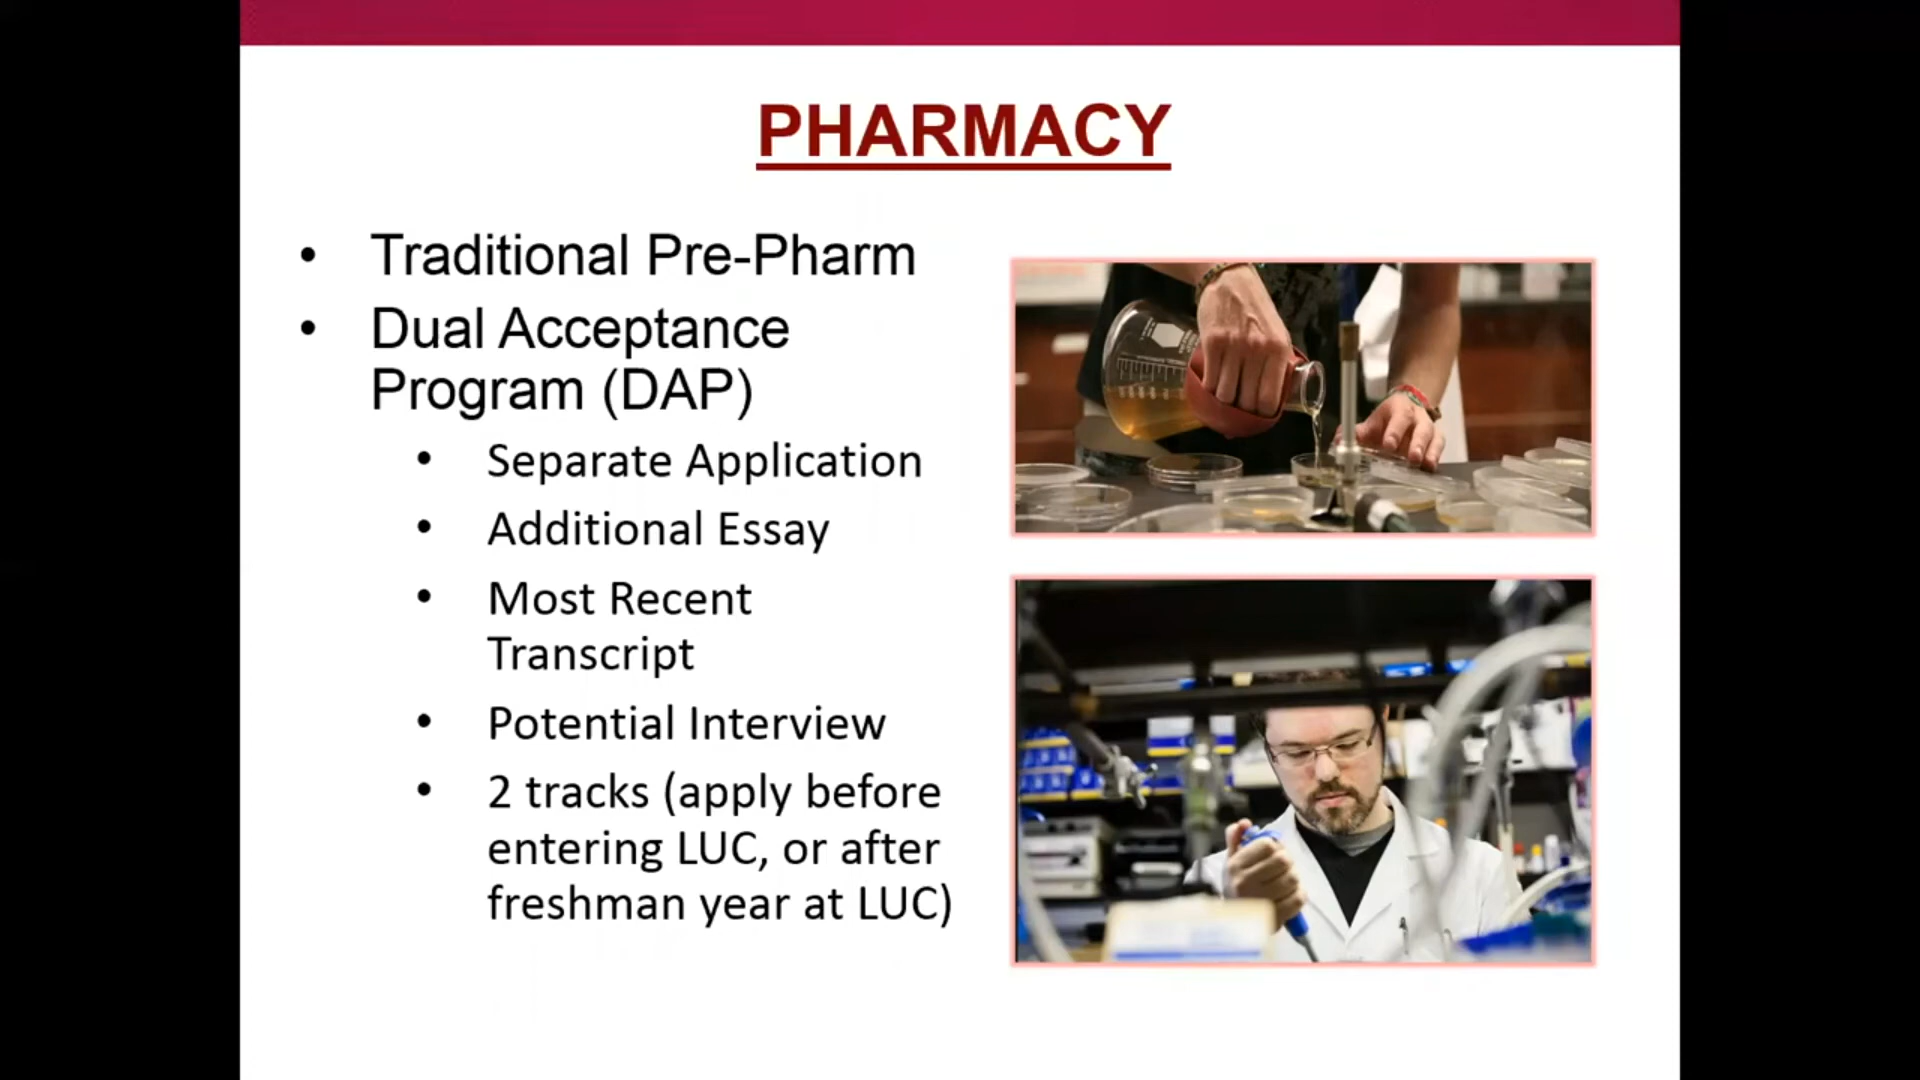 PHARMACY
• Traditional Pre-Pharm
• Dual Acceptance
Program (DAP)
• Separate Application
• Additional Essay
• Most Recent
Transcript
• Potential Interview
• 2 tracks (apply before
entering LUC, or after
freshman year at LUC)